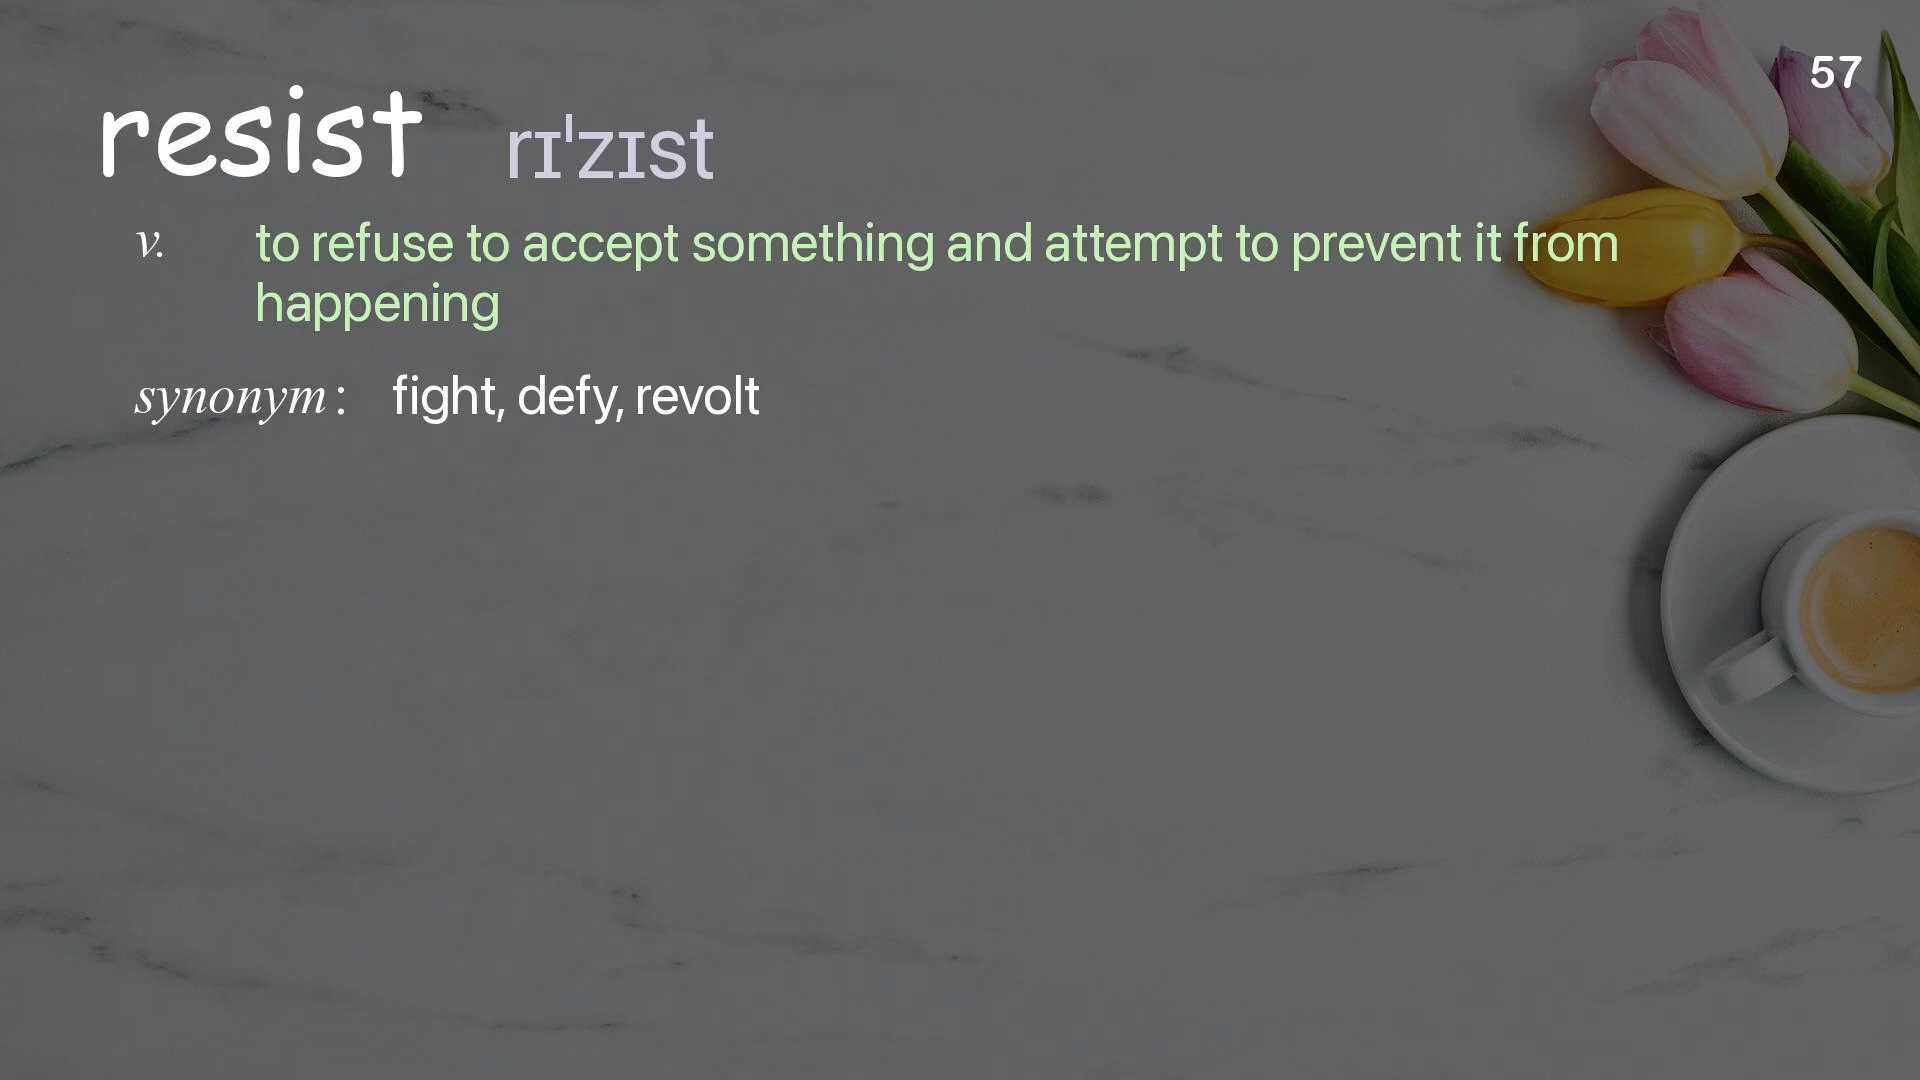 57
resist rɪˈzɪst
v. to refuse to accept something and attempt to prevent it from
happening
synonym : fight, defy, revolt